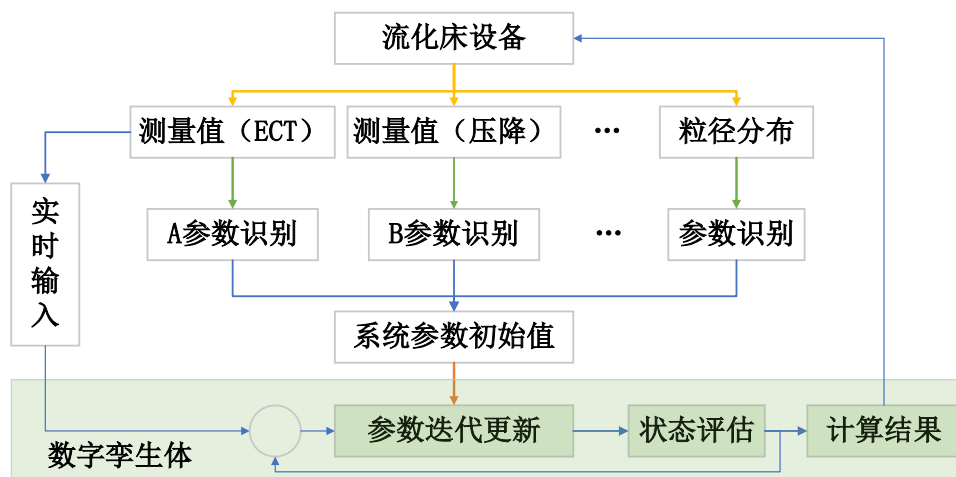 流化床设备
测量值（ECT）
测量值（压降）
…
粒径分布
实时输入
A参数识别
B参数识别
…
参数识别
系统参数初始值
参数迭代更新
状态评估
计算结果
数字孪生体